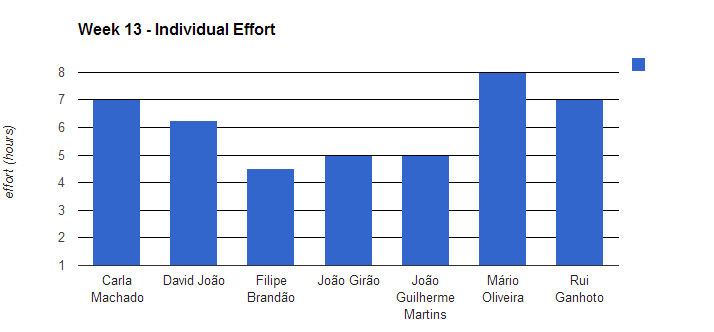 Week 13 - Individual Effort
effort (hours)
8
7
6
5
4
3
2
1
Carla
Machado
David João
Filipe
Brandão
João Girão
João
Guilherme
Martins
Mário
Oliveira
Rui
Ganhoto